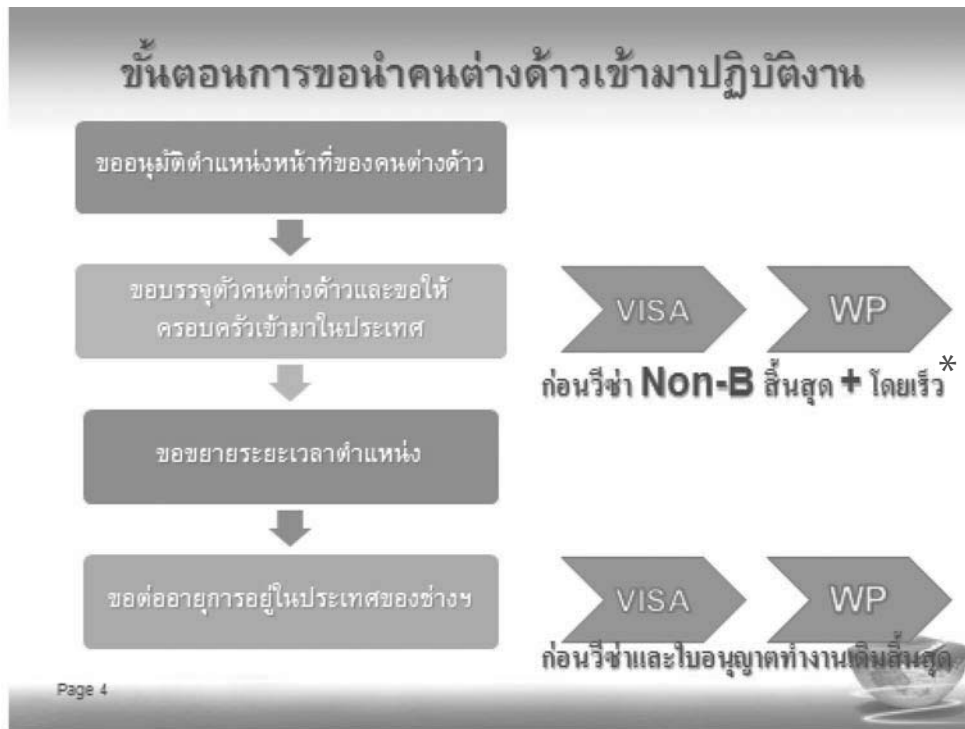 ขั้นตอนการขอนำคนต่างด้าวเข้ามาปฏิบัติงาน
ขออนุมัติตำแหน่งหน้าที่ของคนต่างด้าว
ขอบรรจุตัวคนต่างด้าวและขอให้
ครอบครัวเข้ามาในประเทศ
VISA
WP
ก่อนวีซ่า Non-B สิ้นสุด + โดยเร็ว*
ขอขยายระยะเวลาตำแหน่ง
ขอต่ออายุการอยู่ในประเทศของช่างฯ
VISA
WP
ก่อนวีซ่าและใบอนุญาตทำงานเดิมสิ้นสุด
Page 4